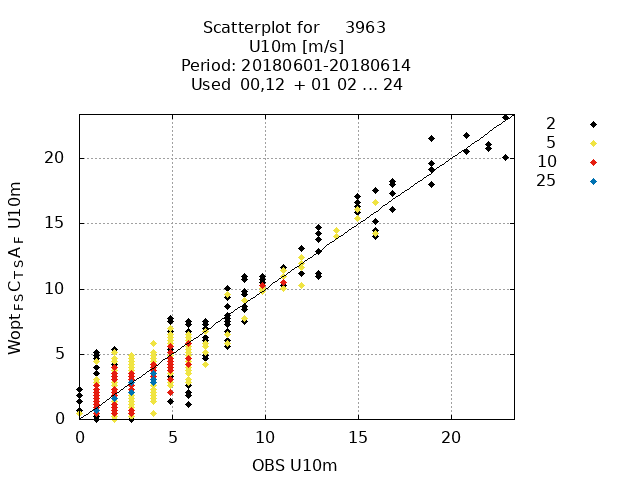 Scatterplot for 3963
U10m [m/s]
Period: 20180601-20180614
Used 00,12 + 01 02 ... 24
2
5
10
25
20
15
10
5
0
0 5 10 15 20
Wopt FS C TS A F U10m
OBS U10m